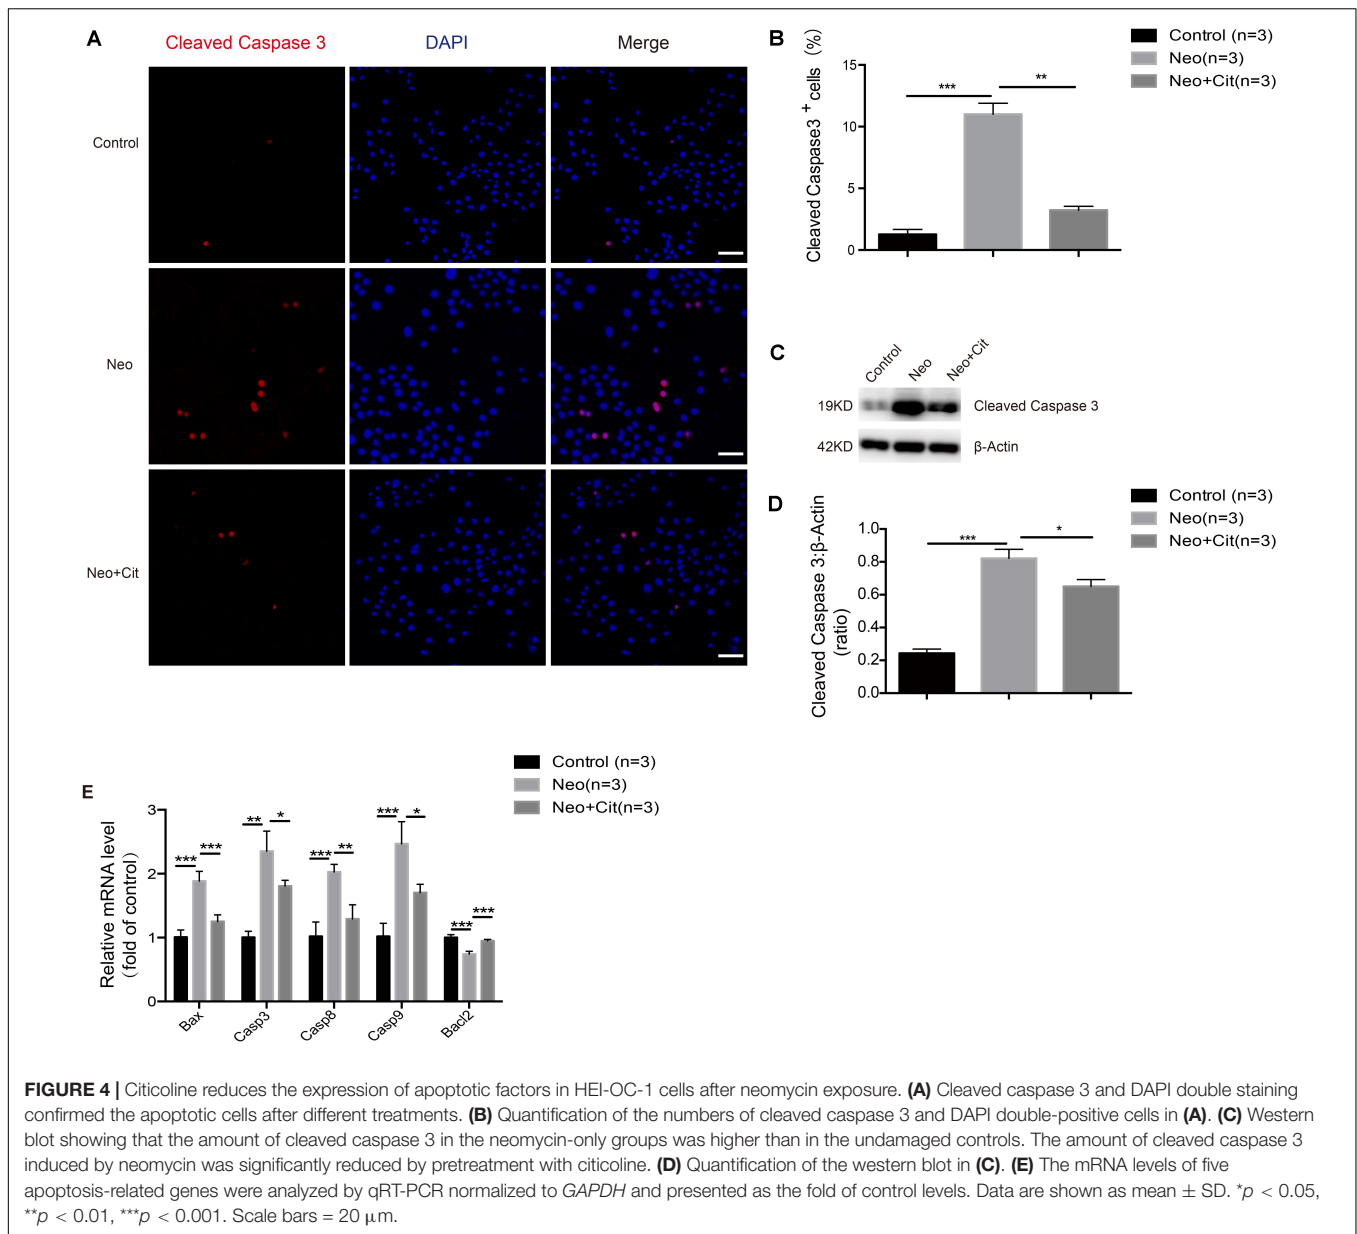 A
Cleaved Caspase 3
DAPI
Merge
Control
Neo
Neo+Cit
B
Control (n=3)
Neo(n=3)
Neo+Cit(n=3)
Cleaved Caspase3 + cells (%)
15
10
5
0
***
**
C
Control
Neo
Neo+Cit
19KD
Cleaved Caspase 3
42KD
β-Actin
D
Control (n=3)
Neo(n=3)
Neo+Cit(n=3)
Cleaved Caspase 3:β-Actin
(ratio)
1.0
0.8
0.6
0.4
0.2
0.0
***
*
E
Control (n=3)
Neo(n=3)
Neo+Cit(n=3)
Relative mRNA level
(fold of control)
3
2
1
0
*** ***
** *
*** **
*** *
*** ***
Bax
Casp3
Casp8
Casp9
Bacl2
FIGURE 4 | Citicoline reduces the expression of apoptotic factors in HEI-OC-1 cells after neomycin exposure. (A) Cleaved caspase 3 and DAPI double staining
confirmed the apoptotic cells after different treatments. (B) Quantification of the numbers of cleaved caspase 3 and DAPI double-positive cells in (A). (C) Western
blot showing that the amount of cleaved caspase 3 in the neomycin-only groups was higher than in the undamaged controls. The amount of cleaved caspase 3
induced by neomycin was significantly reduced by pretreatment with citicoline. (D) Quantification of the western blot in (C). (E) The mRNA levels of five
apoptosis-related genes were analyzed by qRT-PCR normalized to GAPDH and presented as the fold of control levels. Data are shown as mean ± SD. *p < 0.05,
**p < 0.01, ***p < 0.001. Scale bars = 20 μm.